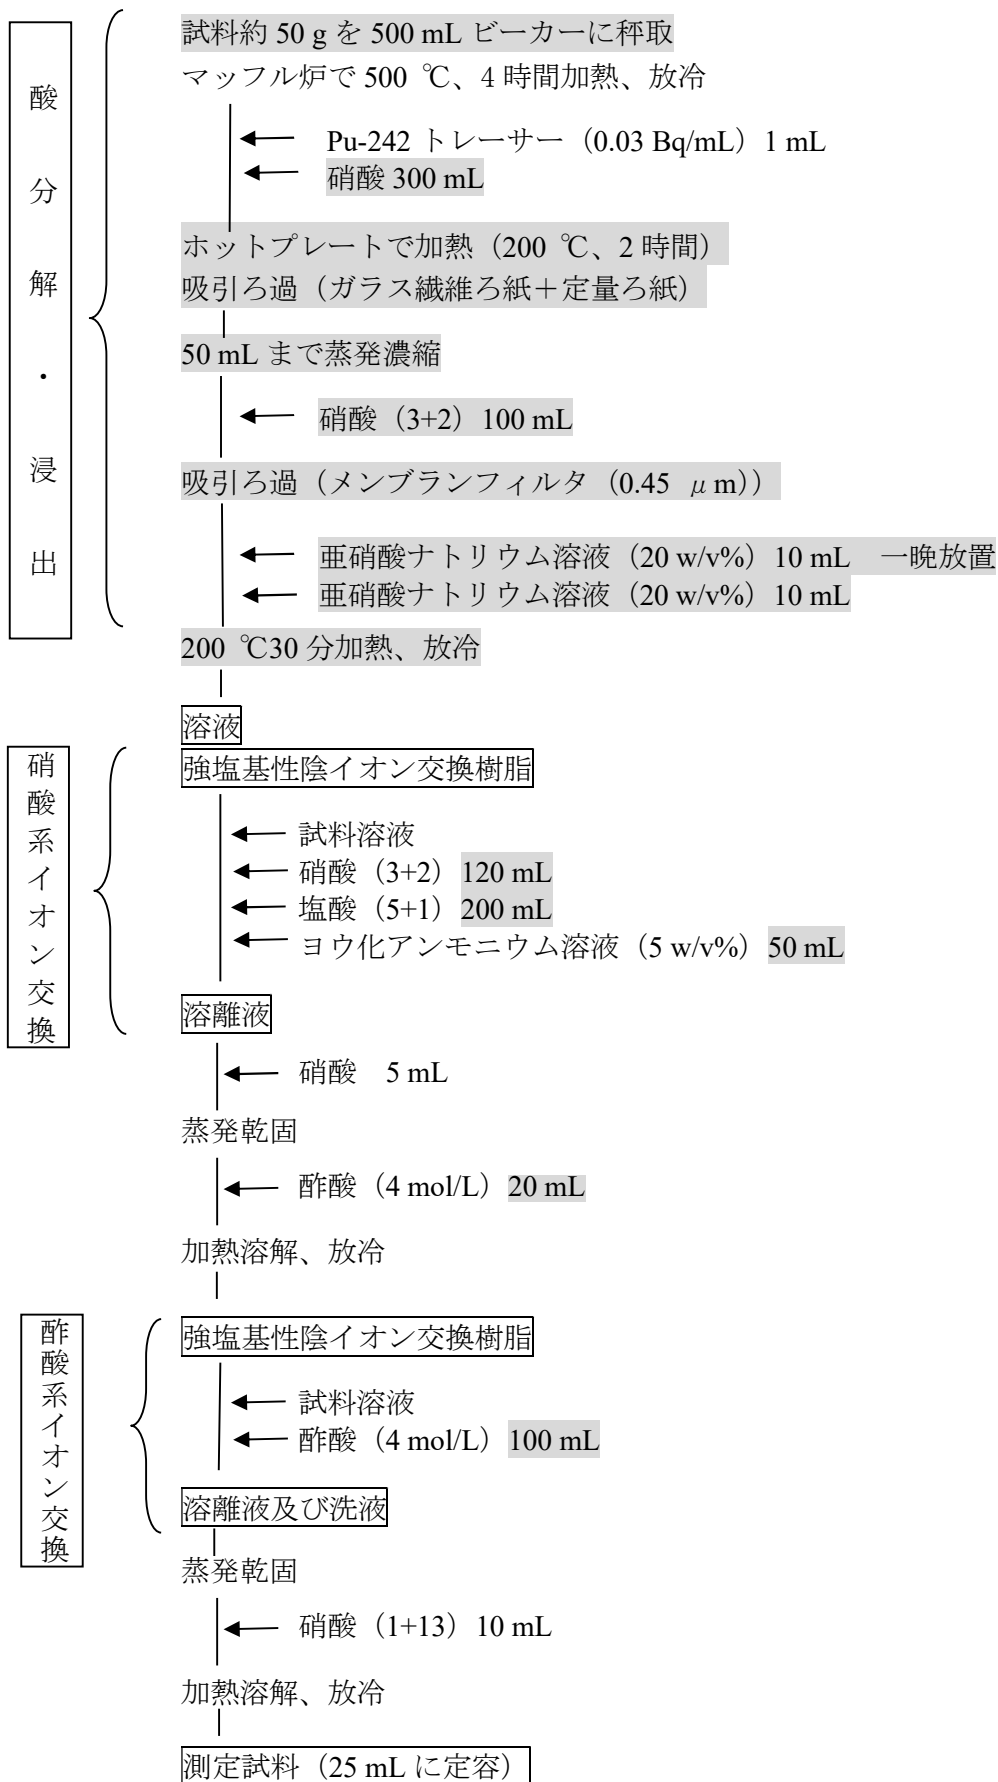 酸分解・浸出
試料約 50 g を 500 mL ビーカーに秤取
マッフル炉で 500 ℃、4 時間加熱、放冷
Pu-242 トレーサー（0.03 Bq/mL）1 mL
硝酸 300 mL
ホットプレートで加熱（200 ℃、2 時間）
吸引ろ過（ガラス繊維ろ紙＋定量ろ紙）
50 mL まで蒸発濃縮
硝酸（3+2）100 mL
吸引ろ過（メンブランフィルタ（0.45 μm））
亜硝酸ナトリウム溶液（20 w/v%）10 mL　一晩放置
亜硝酸ナトリウム溶液（20 w/v%）10 mL
200 ℃30 分加熱、放冷
溶液
硝酸系イオン交換
強塩基性陰イオン交換樹脂
試料溶液
硝酸（3+2）120 mL
塩酸（5+1）200 mL
ヨウ化アンモニウム溶液（5 w/v%）50 mL
溶離液
硝酸　5 mL
蒸発乾固
酢酸（4 mol/L）20 mL
加熱溶解、放冷
酢酸系イオン交換
強塩基性陰イオン交換樹脂
試料溶液
酢酸（4 mol/L）100 mL
溶離液及び洗液
蒸発乾固
硝酸（1+13）10 mL
加熱溶解、放冷
測定試料（25 mL に定容）